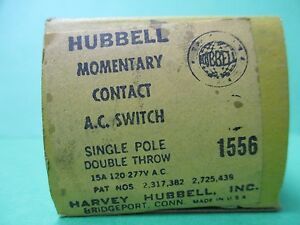 HUBBELL
HUBBELL
MOMENTARY
CONTACT
A.C. SWITCH
SINGLE POLE
DOUBLE THROW
1556
15A 120 277V A C
PAT NOS 2,317,382 2,725,439
HARVEY HUBBELL, INC.
BRIDGEPORT, CONN. MADE IN U.S.A